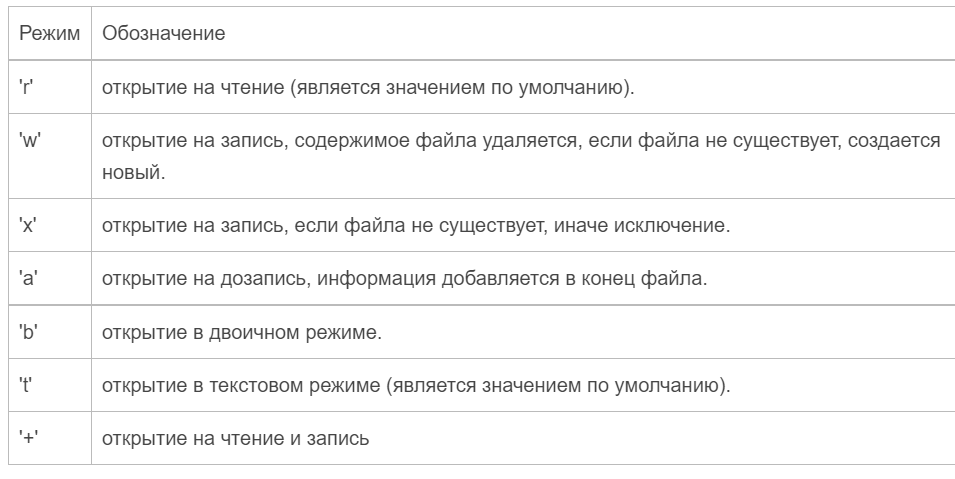 Режим Обозначение
'r' открытие на чтение (является значением по умолчанию).
'w' открытие на запись, содержимое файла удаляется, если файла не существует, создается
новый.
'x' открытие на запись, если файла не существует, иначе исключение.
'a' открытие на дозапись, информация добавляется в конец файла.
'b' открытие в двоичном режиме.
't' открытие в текстовом режиме (является значением по умолчанию).
'+' открытие на чтение и запись